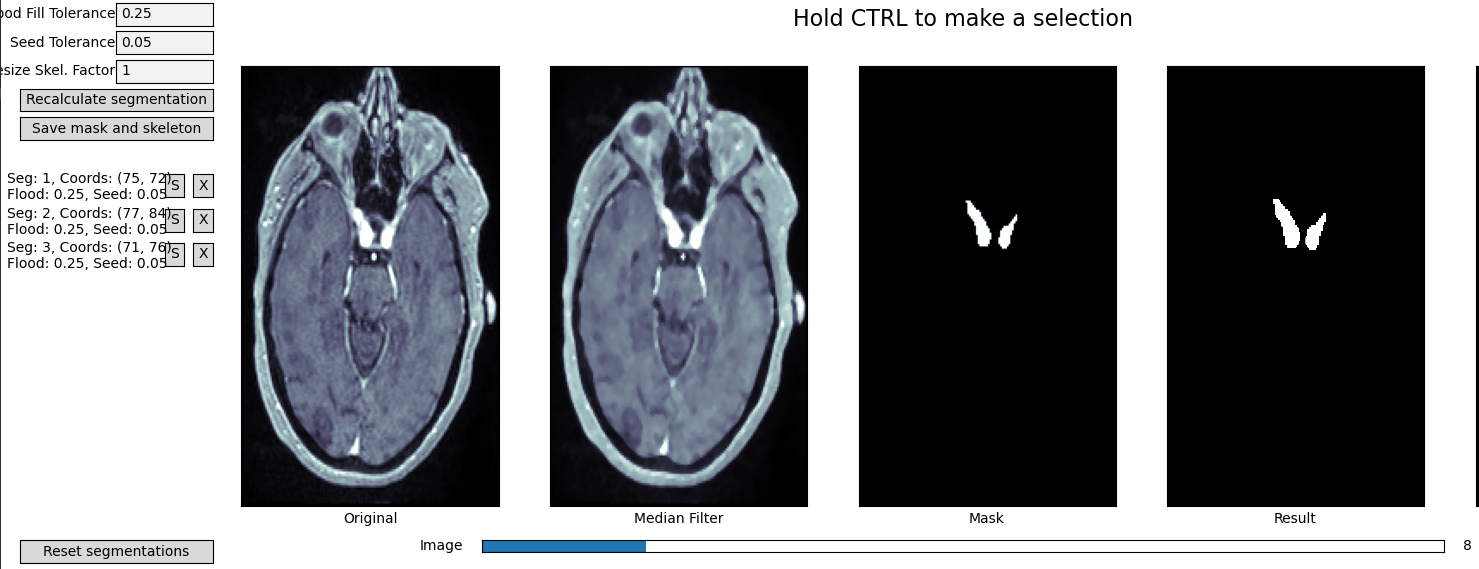 Hold CTRL to make a selection
ood Fill Tolerance 0.25
Seed Tolerance 0.05
esize Skel. Factor 1
Recalculate segmentation
Save mask and skeleton
Seg: 1, Coords: (75, 72)
Flood: 0.25, Seed: 0.05 S X
Seg: 2, Coords: (77, 84)
Flood: 0.25, Seed: 0.05 S X
Seg: 3, Coords: (71, 76)
Flood: 0.25, Seed: 0.05 S X
Original Median Filter Mask Result
Reset segmentations
Image 8